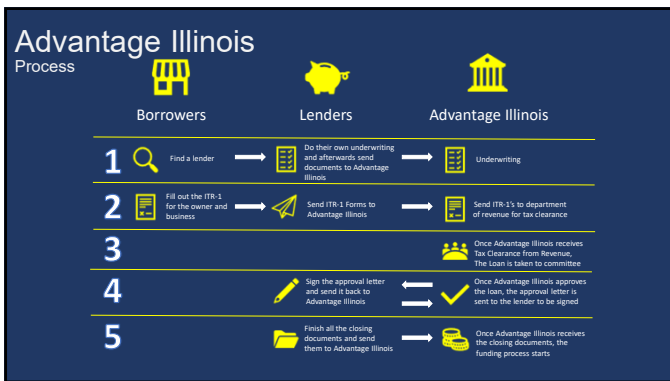 Advantage Illinois
Process
Borrowers
Lenders
Advantage Illinois
1
Find a lender
Do their own underwriting
and afterwards send
documents to Advantage
Illinois
Underwriting
2
Fill out the ITR-1
for the owner and
business
Send ITR-1 Forms to
Advantage Illinois
Send ITR-1's to department
of revenue for tax clearance
3
Once Advantage Illinois receives
Tax Clearance from Revenue,
The Loan is taken to committee
4
Sign the approval letter
and send it back to
Advantage Illinois
Once Advantage Illinois approves
the loan, the approval letter is
sent to the lender to be signed
5
Finish all the closing
documents and send
them to Advantage Illinois
Once Advantage Illinois receives
the closing documents, the
funding process starts